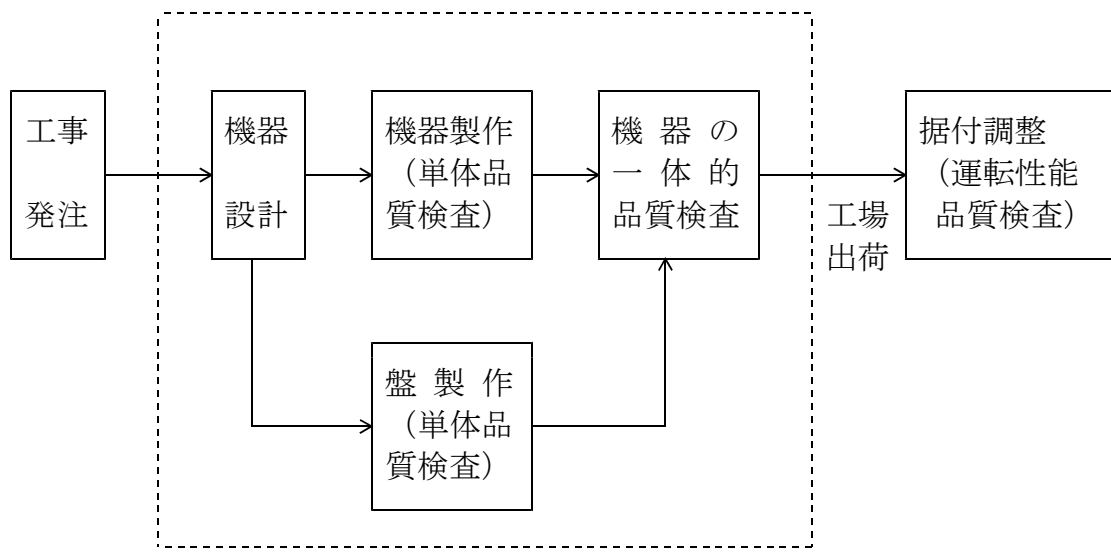 工事
発注
機器
設計
機器製作
（単体品
質検査）
機器の
一体的
品質検査
工場
出荷
据付調整
（運転性能
品質検査）
盤製作
（単体品
質検査）